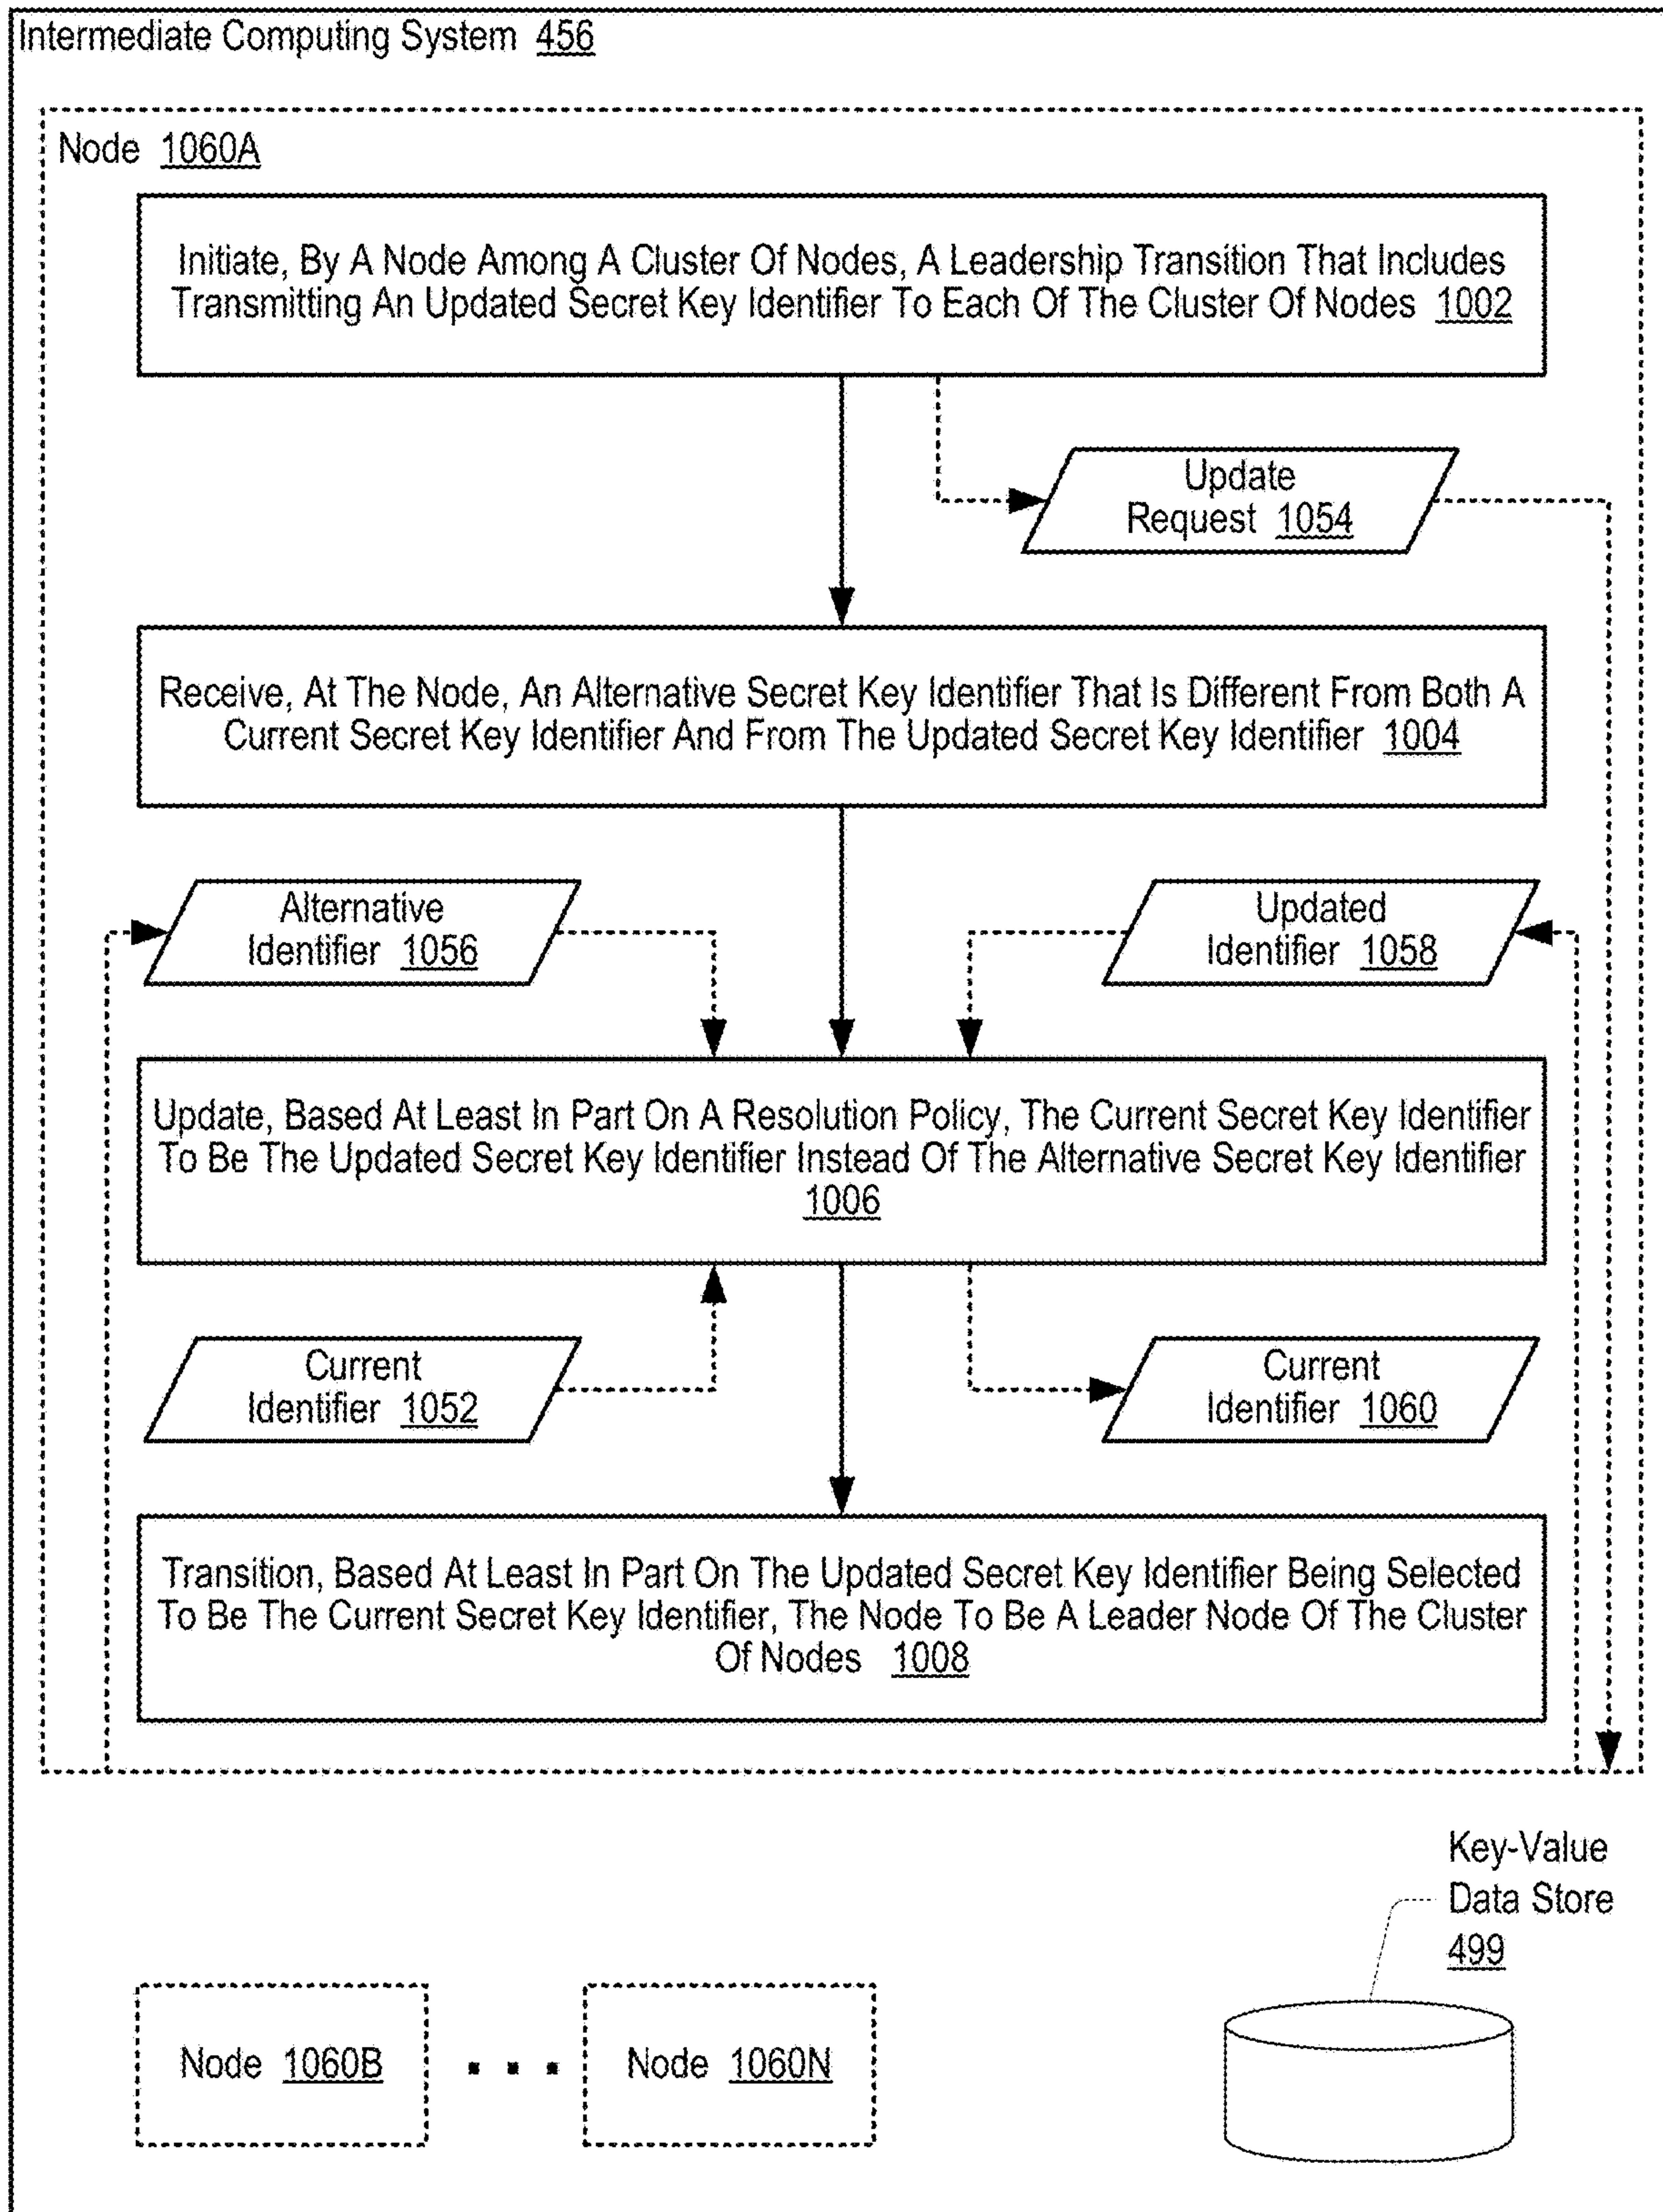 Intermediate Computing System 456
Node 1060A
Initiate, By A Node Among A Cluster Of Nodes, A Leadership Transition That Includes
Transmitting An Updated Secret Key Identifier To Each Of The Cluster Of Nodes 1002
Update
Request 1054
Receive, At The Node, An Alternative Secret Key Identifier That Is Different From Both A
Current Secret Key Identifier And From The Updated Secret Key Identifier 1004
Alternative
Identifier 1056
Updated
Identifier 1058
Update, Based At Least In Part On A Resolution Policy, The Current Secret Key Identifier
To Be The Updated Secret Key Identifier Instead Of The Alternative Secret Key Identifier
1006
Current
Identifier 1052
Current
Identifier 1060
Transition, Based At Least In Part On The Updated Secret Key Identifier Being Selected
To Be The Current Secret Key Identifier, The Node To Be A Leader Node Of The Cluster
Of Nodes 1008
Key-Value
Data Store
499
Node 1060B
Node 1060N